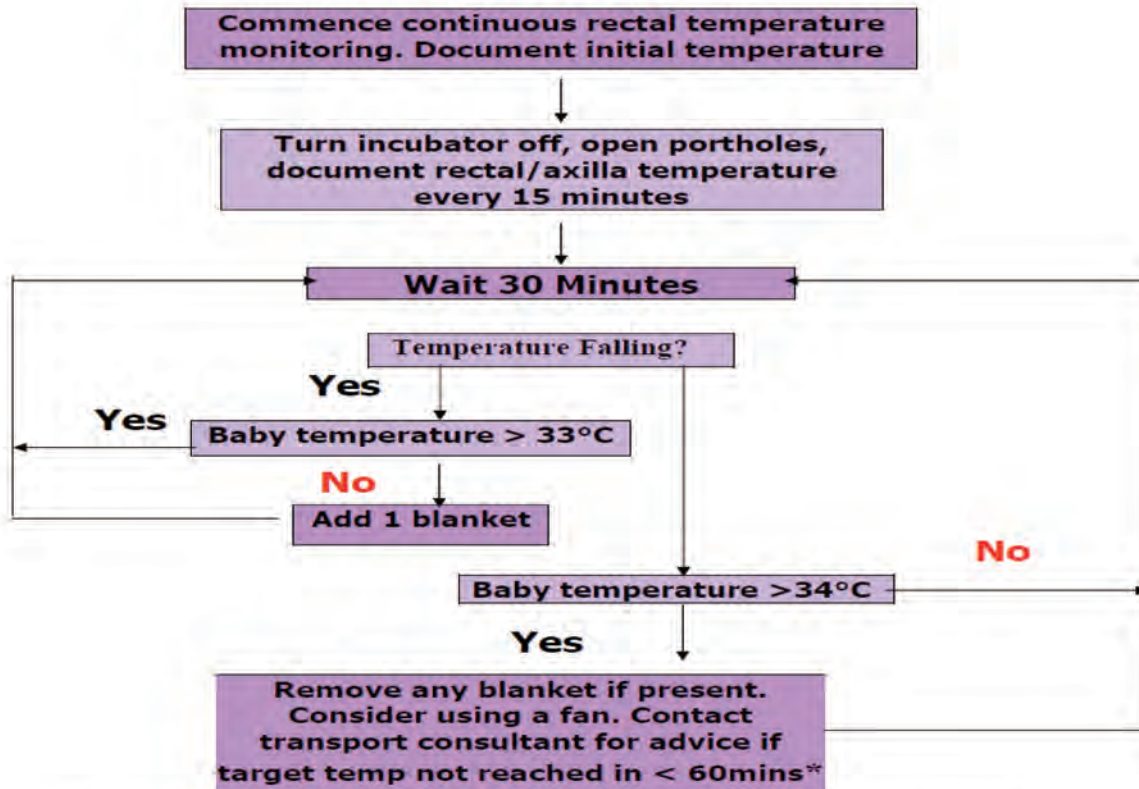 Commence continuous rectal temperature
monitoring. Document initial temperature
Turn incubator off, open portholes,
document rectal/axilla temperature
every 15 minutes
Wait 30 Minutes
Temperature Falling?
Yes
Yes
Baby temperature > 33°C
No
Add 1 blanket
No
Baby temperature >34°C
Yes
Remove any blanket if present.
Consider using a fan. Contact
transport consultant for advice if
target temp not reached in < 60mins*